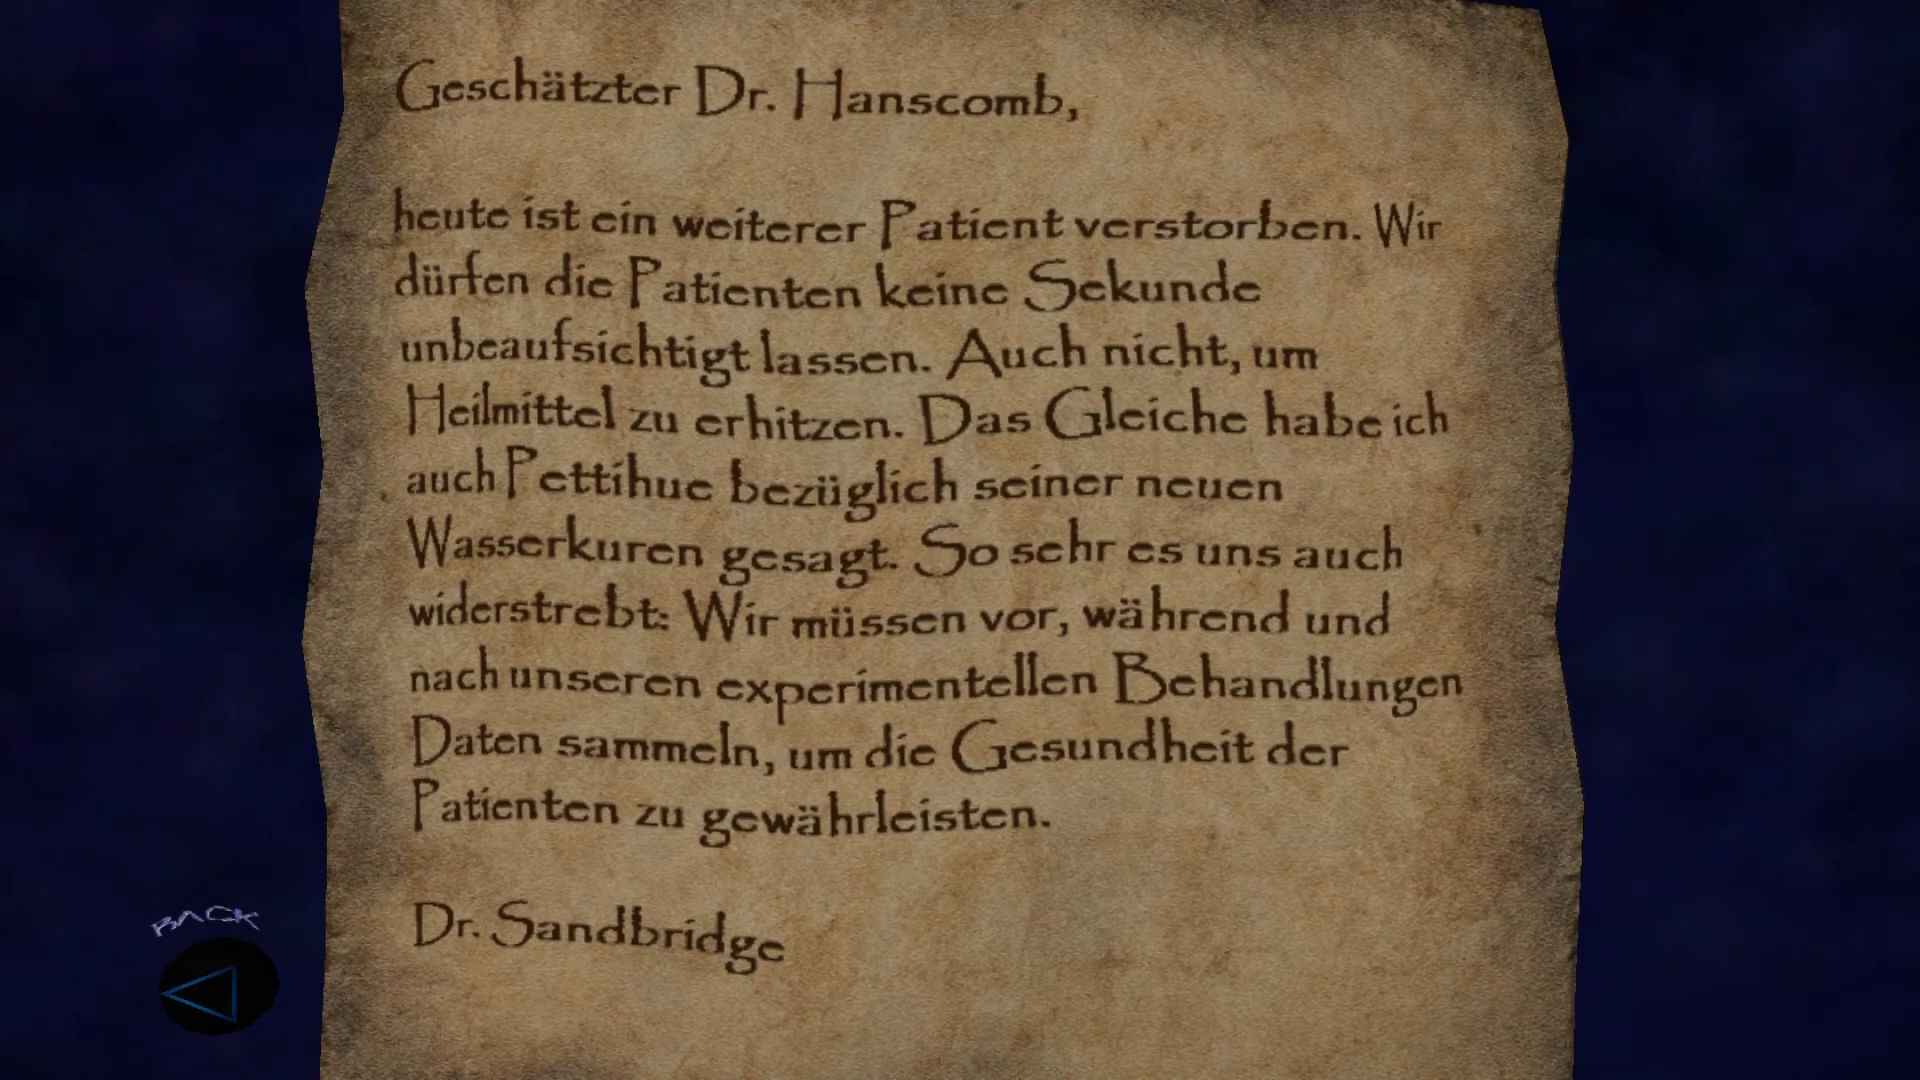 Geschätzter Dr. Hanscomb,
heute ist ein weiterer Patient verstorben. Wir
dürfen die Patienten keine Sekunde
unbeaufsichtigt lassen. Auch nicht, um
Heilmittel zu erhitzen. Das Gleiche habe ich
auch Pettihue bezüglich seiner neuen
Wasserkuren gesagt. So sehr es uns auch
widerstrebt: Wir müssen vor, während und
nach unseren experimentellen Behandlungen
Daten sammeln, um die Gesundheit der
Patienten zu gewährleisten.
Dr. Sandbridge
BACK